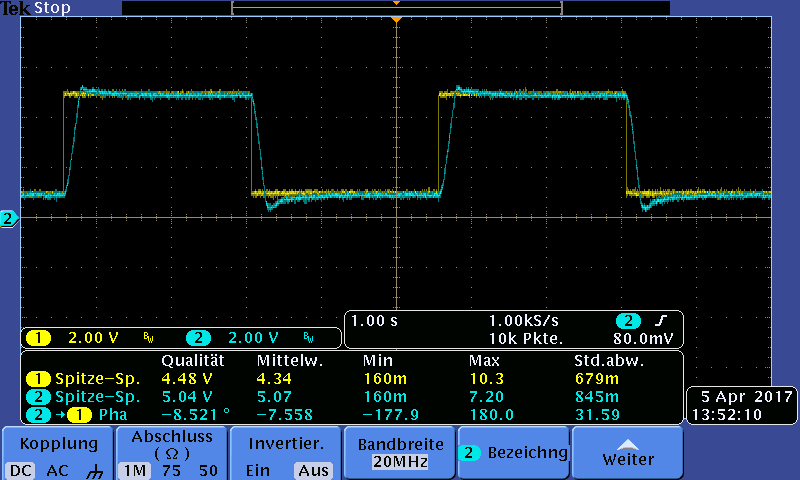 Tek Stop
2
1 2.00 V BW 2 2.00 V BW
1.00 s 1.00kS/s 2
10k Pkte. 80.0mV
Qualität Mittelw. Min Max Std.abw.
1 Spitze-Sp. 4.48 V 4.34 160m 10.3 679m
2 Spitze-Sp. 5.04 V 5.07 160m 7.20 845m
2 →1 Pha -8.521 ° -7.558 -177.9 180.0 31.59
5 Apr 2017
13:52:10
Kopplung
DC AC
Abschluss
(Ω)
1M 75 50
Invertier.
Ein Aus
Bandbreite
20MHz
2 Bezeichng
Weiter